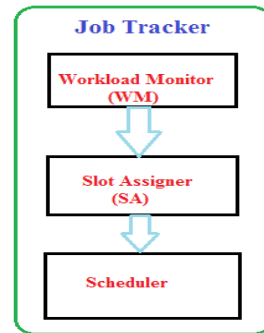 Job Tracker
Workload Monitor
(WM)
Slot Assigner
(SA)
Scheduler